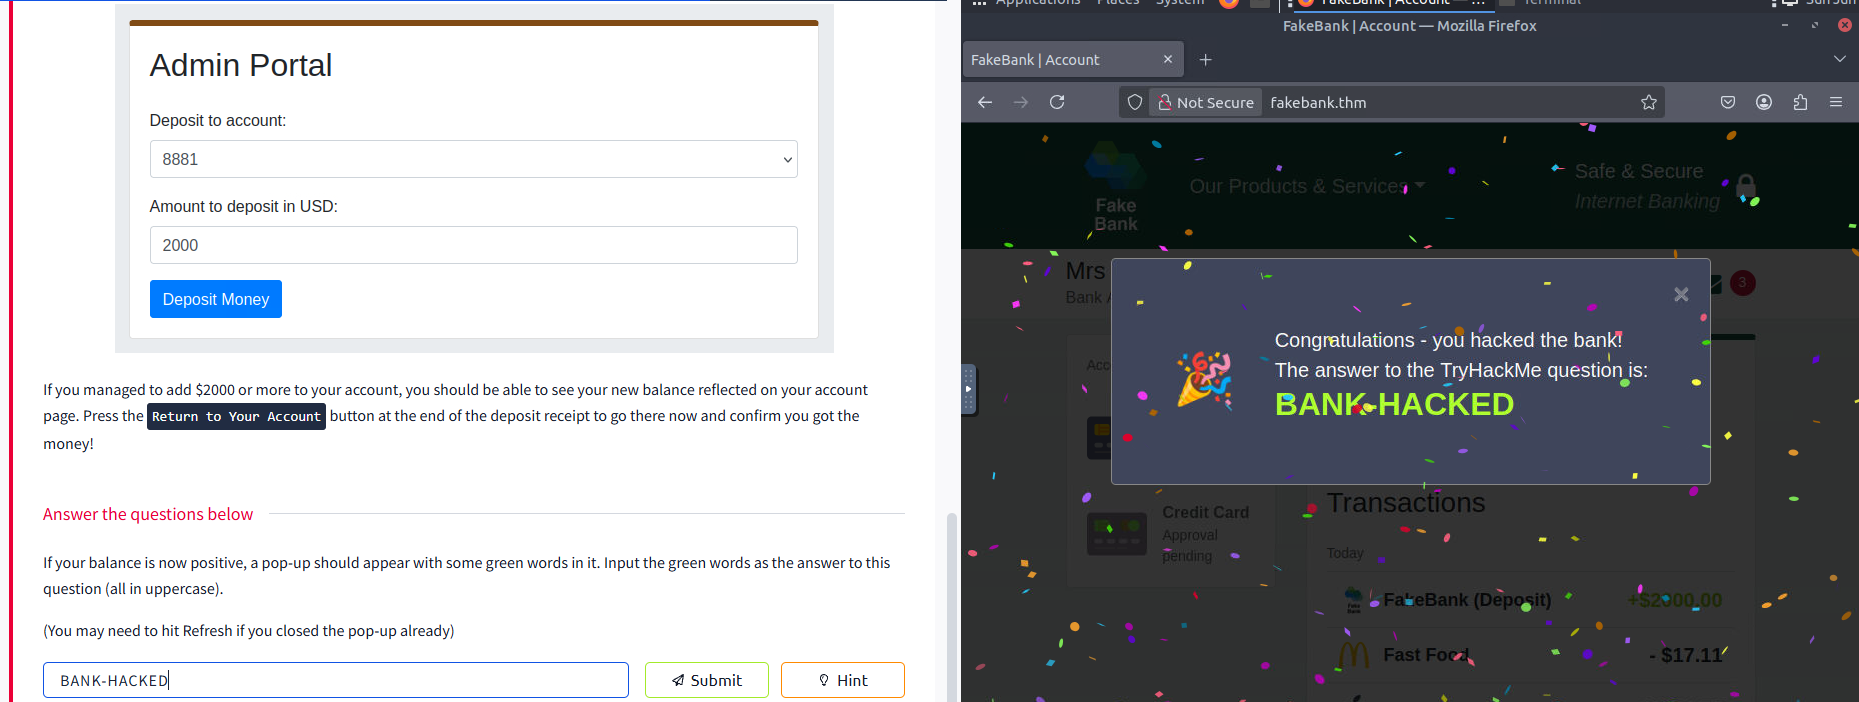 Admin Portal
Deposit to account:
8881
Amount to deposit in USD:
2000
Deposit Money
If you managed to add $2000 or more to your account, you should be able to see your new balance reflected on your account
page. Press the Return to Your Account button at the end of the deposit receipt to go there now and confirm you got the
money!
Answer the questions below
If your balance is now positive, a pop-up should appear with some green words in it. Input the green words as the answer to this
question (all in uppercase).
(You may need to hit Refresh if you closed the pop-up already)
BANK-HACKED
Submit
Hint
Applications Places System FakeBank | Account — ... Terminal
FakeBank | Account — Mozilla Firefox
FakeBank | Account
Not Secure fakebank.thm
Fake
Bank
Our Products & Services
Safe & Secure
Internet Banking
Mrs
Bank
3
Congratulations - you hacked the bank!
The answer to the TryHackMe question is:
BANK-HACKED
Credit Card
Approval
pending
Transactions
Today
Fake
Bank
FakeBank (Deposit) +$2000.00
Fast Food - $17.11